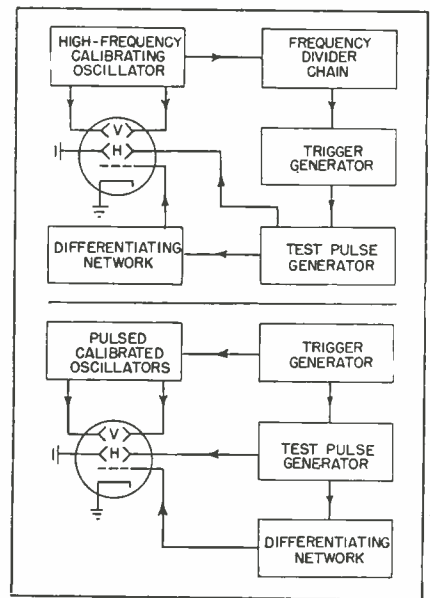 HIGH-FREQUENCY
CALIBRATING
OSCILLATOR
FREQUENCY
DIVIDER
CHAIN
V
H
TRIGGER
GENERATOR
DIFFERENTIATING
NETWORK
TEST PULSE
GENERATOR
PULSED
CALIBRATED
OSCILLATORS
TRIGGER
GENERATOR
V
H
TEST PULSE
GENERATOR
DIFFERENTIATING
NETWORK